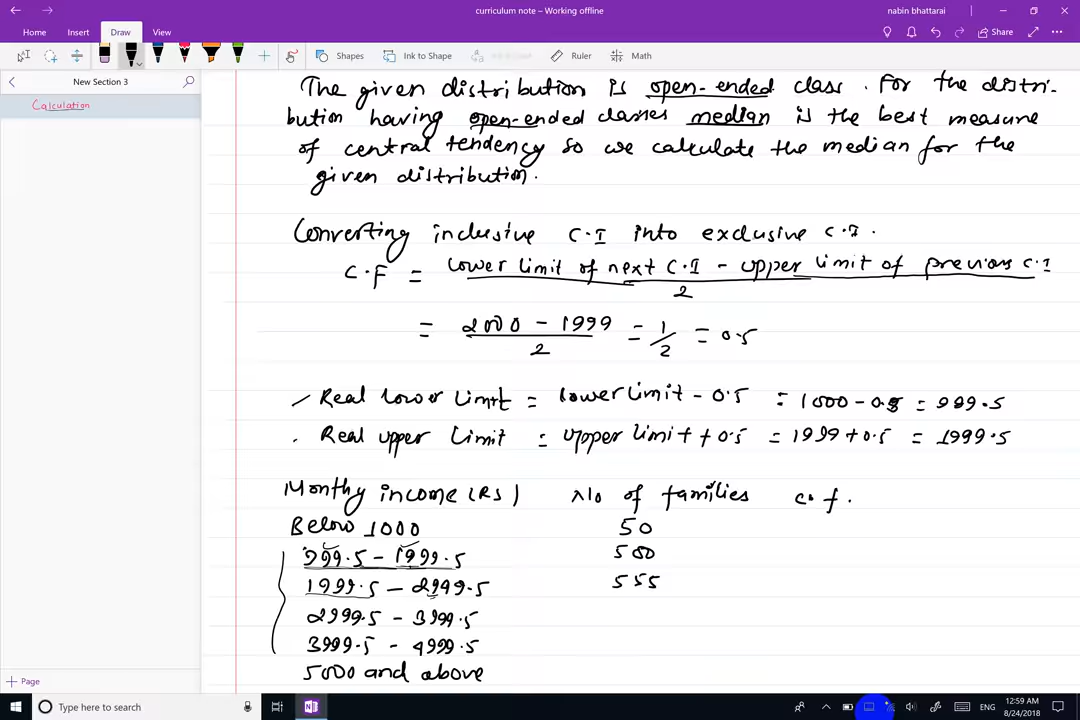 curriculum note – Working offline
nabin bhattarai
Home Insert Draw View
Share
Shapes Ink to Shape Ruler Math
New Section 3
Calculation
The given distribution is open-ended class. For the distri-
bution having open-ended classes median is the best measure
of central tendency so we calculate the median for the
given distribution.
Converting inclusive C.I into exclusive C.I.
C.F = lower limit of next C.I - upper limit of previous C.I / 2
= 2000 - 1999 / 2 = 1/2 = 0.5
Real lower limit = lower limit - 0.5 = 1000 - 0.5 = 999.5
Real upper limit = upper limit + 0.5 = 1999 + 0.5 = 1999.5
Monthy income (RS) No of families c.f.
Below 1000 50
999.5 - 1999.5 500
1999.5 - 2999.5 555
2999.5 - 3999.5
3999.5 - 4999.5
5000 and above
+ Page
Type here to search
ENG
12:59 AM
8/24/2018